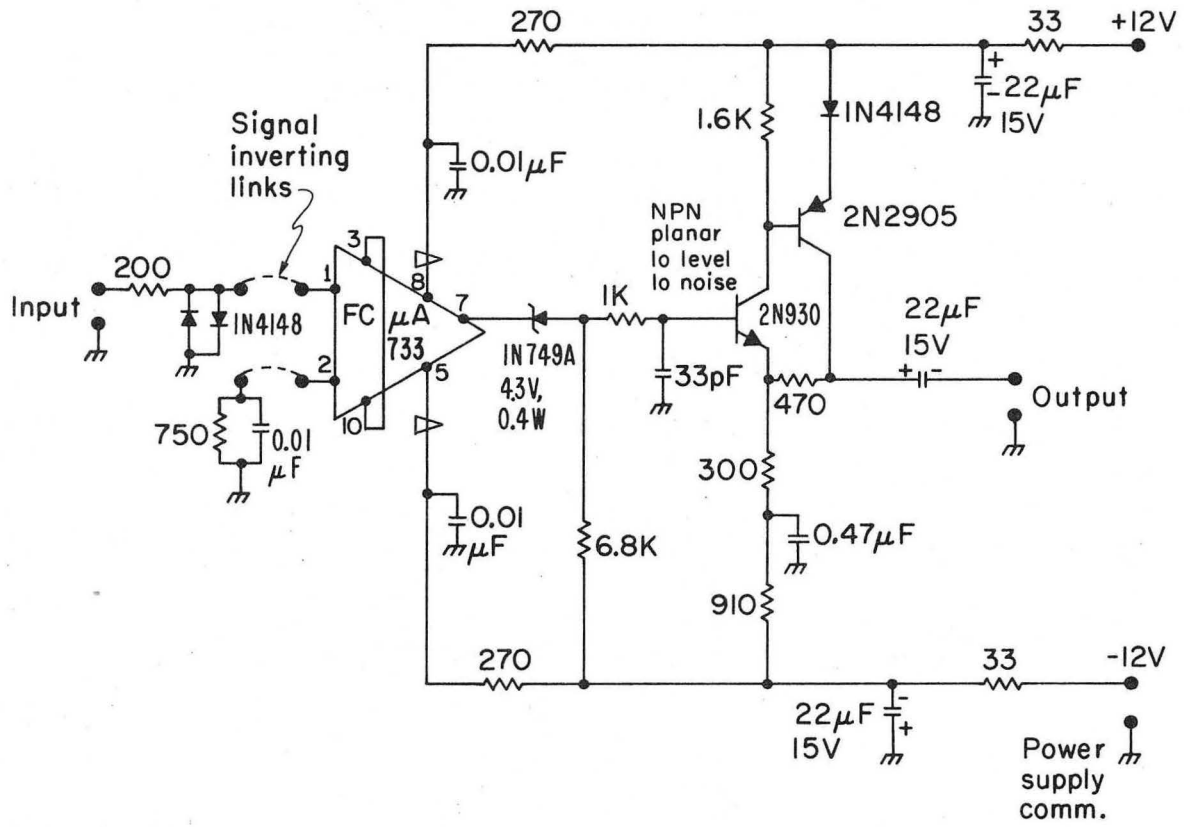 270
33
+12V
+
-
22μF
15V
1.6K
IN4148
Signal
inverting
links
0.01μF
NPN
planar
lo level
lo noise
2N2905
200
Input
1
3
8
FC
μA
733
7
IN4148
1K
2N930
22μF
15V
+
-
2
5
10
IN749A
4.3V,
0.4W
33pF
470
Output
750
0.01
μF
300
0.01
μF
6.8K
0.47μF
910
270
33
-12V
22μF
15V
-
+
Power
supply
comm.